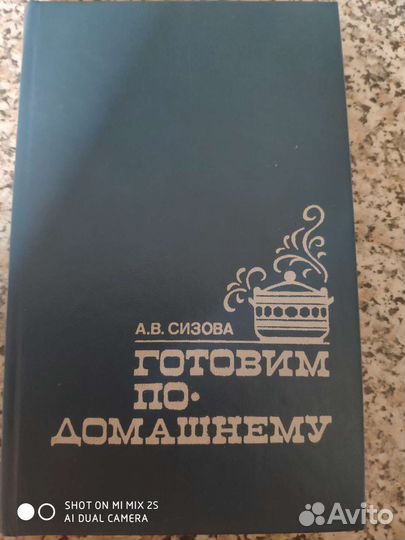 А.В. СИЗОВА
ГОТОВИМ
ПО-
ДОМАШНЕМУ
SHOT ON MI MIX 2S
AI DUAL CAMERA
Avito